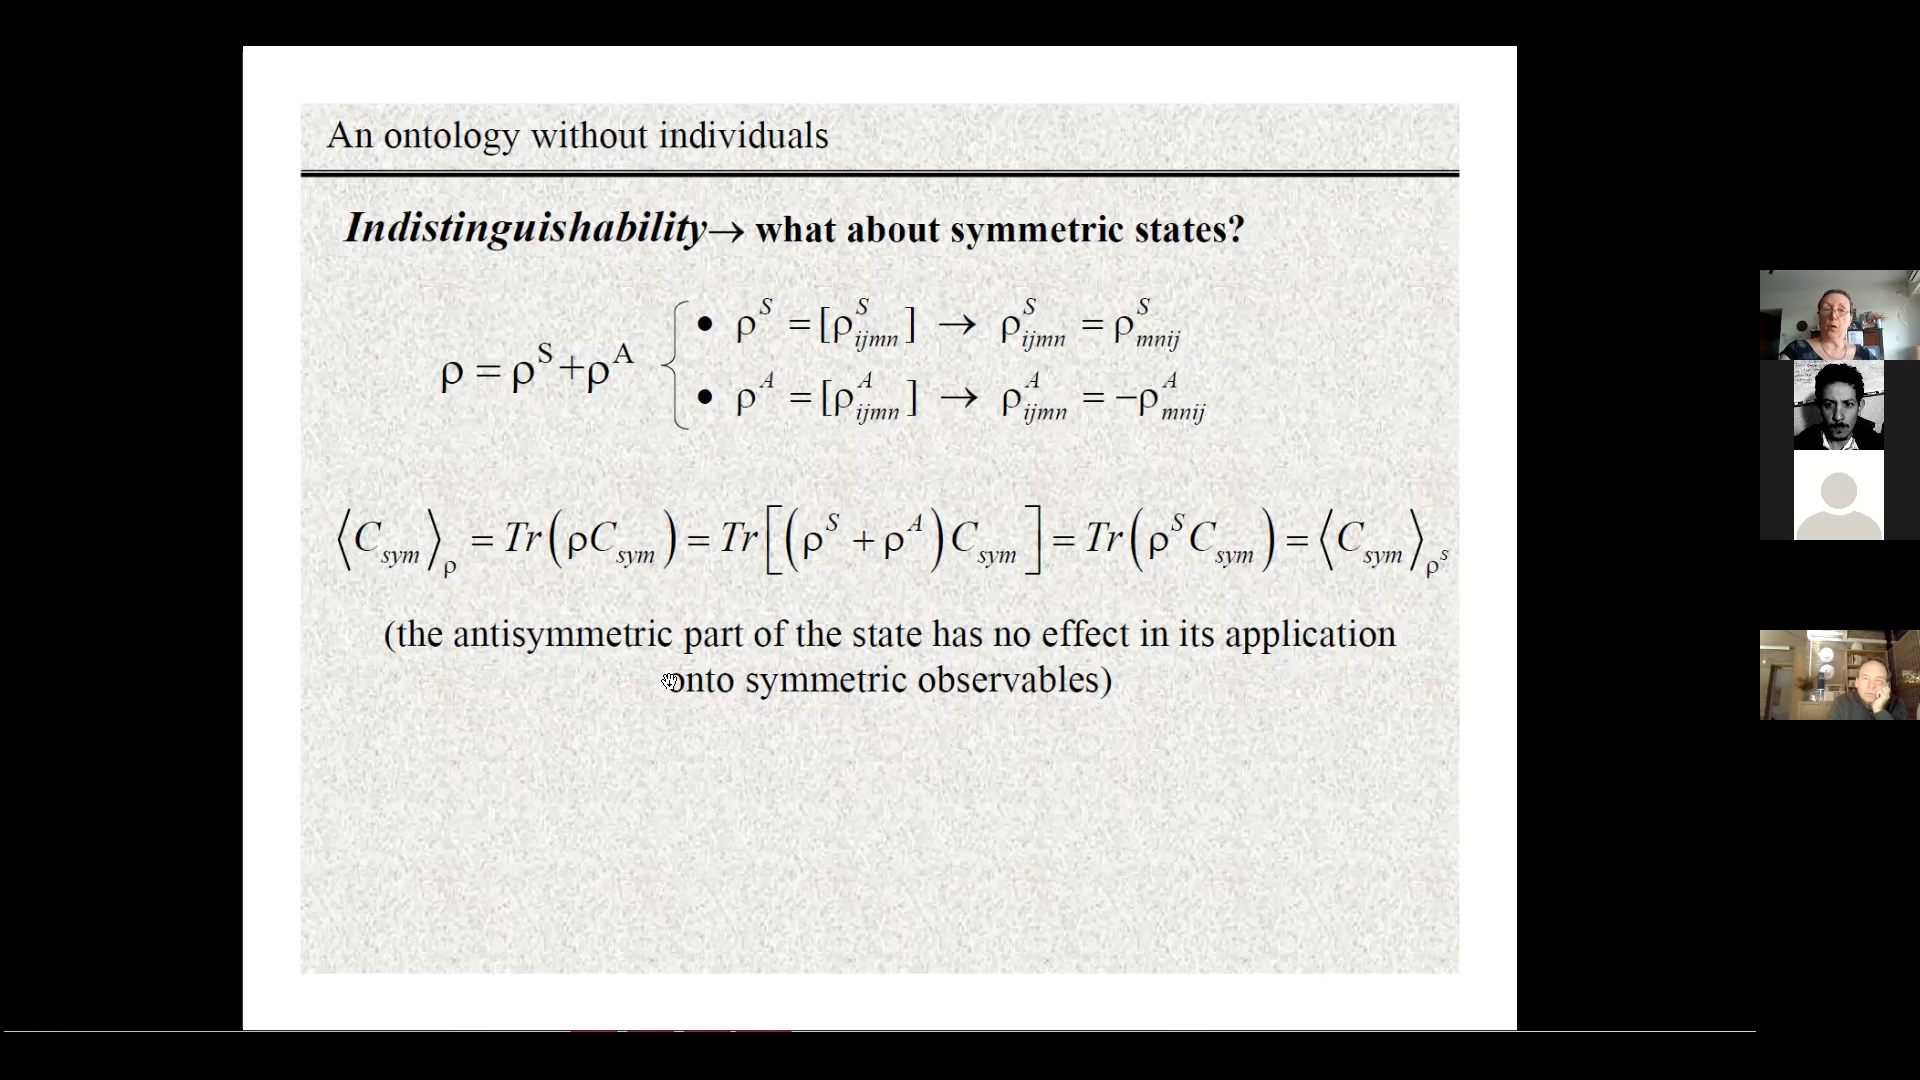 An ontology without individuals
Indistinguishability→ what about symmetric states?
ρ = ρ^S+ρ^A { • ρ^S = [ρ^S_ijmn] → ρ^S_ijmn = ρ^S_mnij
• ρ^A = [ρ^A_ijmn] → ρ^A_ijmn = −ρ^A_mnij
⟨C_sym⟩_ρ = Tr(ρC_sym) = Tr[(ρ^S + ρ^A)C_sym] = Tr(ρ^S C_sym) = ⟨C_sym⟩_ρ^s
(the antisymmetric part of the state has no effect in its application
onto symmetric observables)